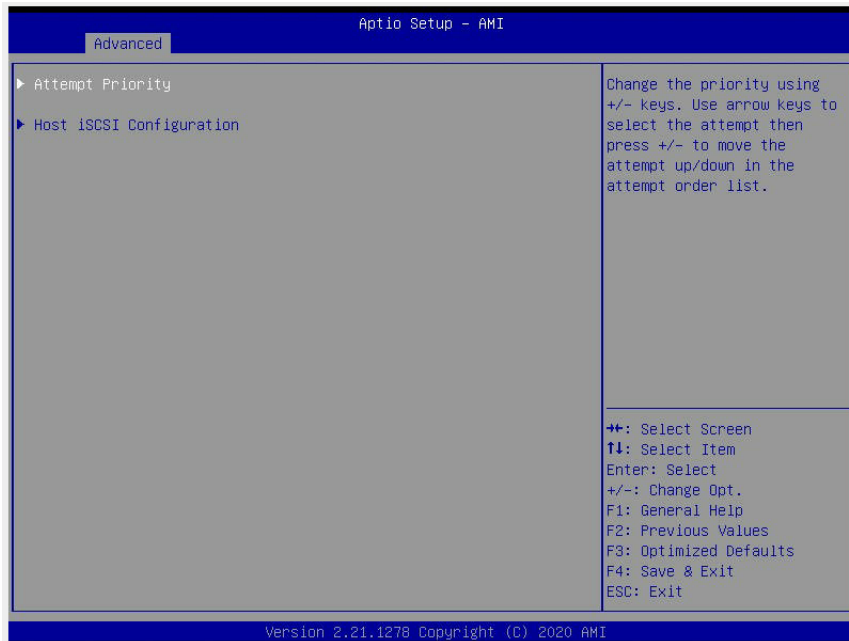 Aptio Setup – AMI
Advanced
▶ Attempt Priority
▶ Host iSCSI Configuration
Change the priority using
+/- keys. Use arrow keys to
select the attempt then
press +/- to move the
attempt up/down in the
attempt order list.
→←: Select Screen
↑↓: Select Item
Enter: Select
+/-: Change Opt.
F1: General Help
F2: Previous Values
F3: Optimized Defaults
F4: Save & Exit
ESC: Exit
Version 2.21.1278 Copyright (C) 2020 AMI